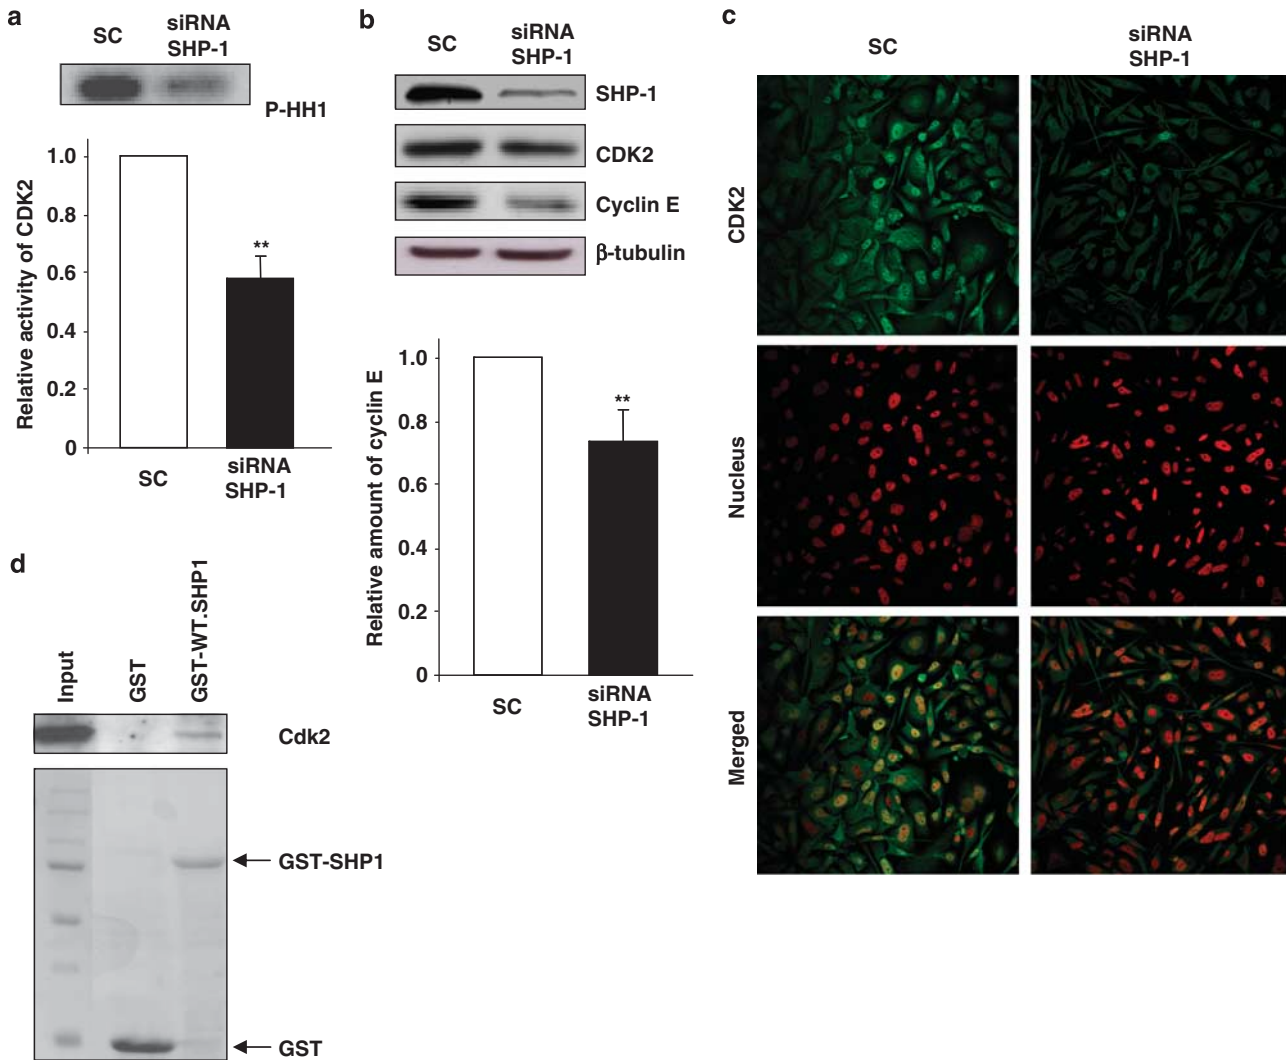 a
SC
siRNA
SHP-1
P-HH1
Relative activity of CDK2
1.0
0.8
0.6
0.4
0.2
0
**
SC
siRNA
SHP-1
b
SC
siRNA
SHP-1
SHP-1
CDK2
Cyclin E
β-tubulin
Relative amount of cyclin E
1.0
0.8
0.6
0.4
0.2
0
**
SC
siRNA
SHP-1
c
SC
siRNA
SHP-1
CDK2
Nucleus
Merged
d
Input
GST
GST-WT.SHP1
Cdk2
GST-SHP1
GST